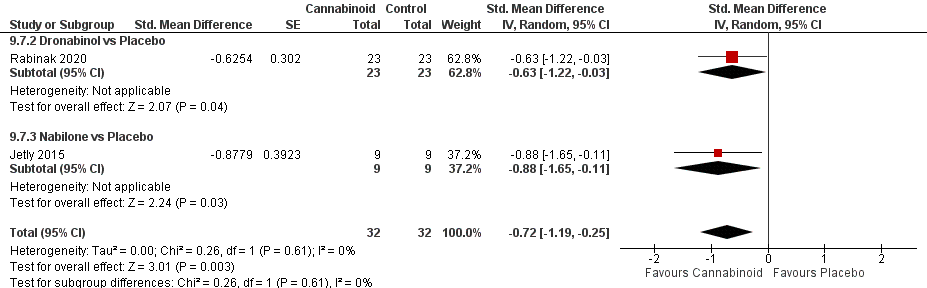 Cannabinoid Control Std. Mean Difference Std. Mean Difference
Study or Subgroup Std. Mean Difference SE Total Total Weight IV, Random, 95% CI IV, Random, 95% CI
9.7.2 Dronabinol vs Placebo
Rabinak 2020 -0.6254 0.302 23 23 62.8% -0.63 [-1.22, -0.03]
Subtotal (95% CI) 23 23 62.8% -0.63 [-1.22, -0.03]
Heterogeneity: Not applicable
Test for overall effect: Z = 2.07 (P = 0.04)
9.7.3 Nabilone vs Placebo
Jetly 2015 -0.8779 0.3923 9 9 37.2% -0.88 [-1.65, -0.11]
Subtotal (95% CI) 9 9 37.2% -0.88 [-1.65, -0.11]
Heterogeneity: Not applicable
Test for overall effect: Z = 2.24 (P = 0.03)
Total (95% CI) 32 32 100.0% -0.72 [-1.19, -0.25]
Heterogeneity: Tau² = 0.00; Chi² = 0.26, df = 1 (P = 0.61); I² = 0%
Test for overall effect: Z = 3.01 (P = 0.003)
Test for subgroup differences: Chi² = 0.26, df = 1 (P = 0.61), I² = 0%
-2 -1 0 1 2
Favours Cannabinoid Favours Placebo